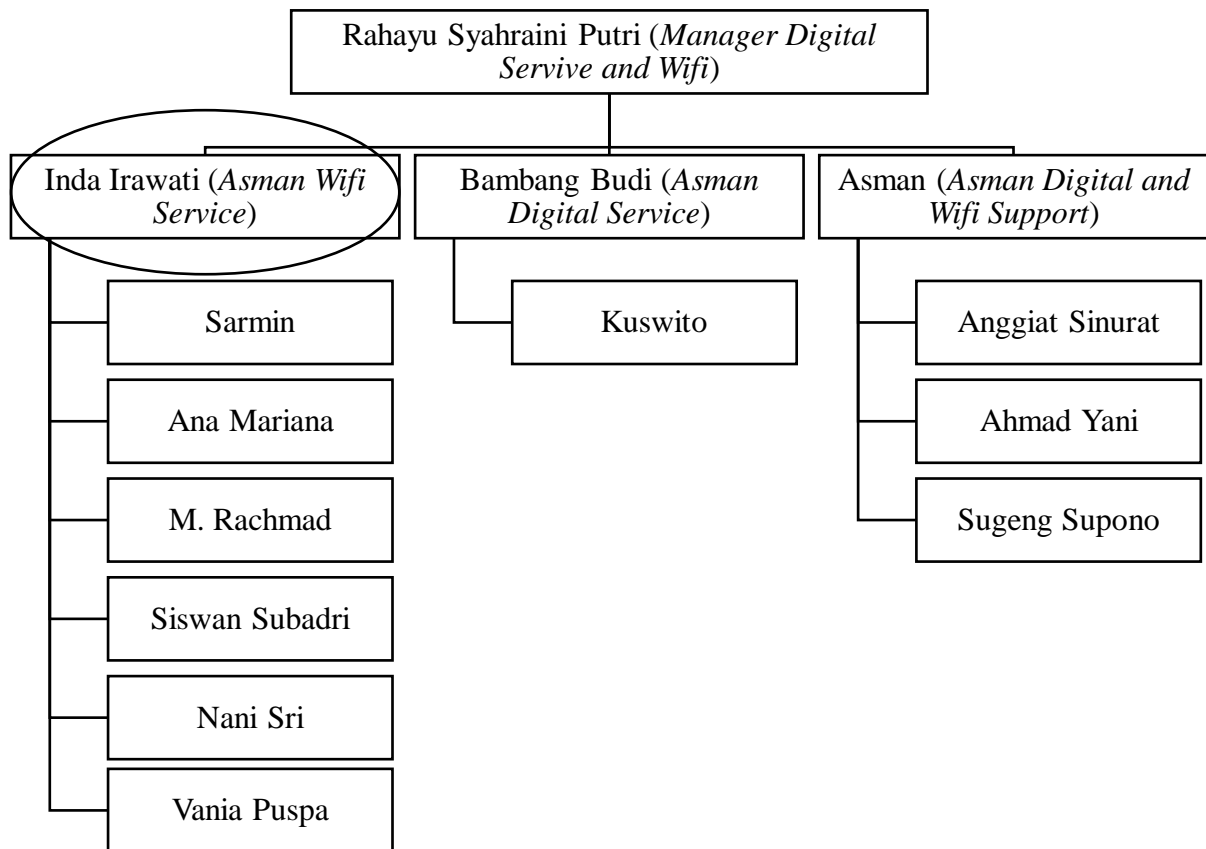 Rahayu Syahraini Putri (Manager Digital
Servive and Wifi)
Inda Irawati (Asman Wifi
Service)
Sarmin
Ana Mariana
M. Rachmad
Siswan Subadri
Nani Sri
Vania Puspa
Bambang Budi (Asman
Digital Service)
Kuswito
Asman (Asman Digital and
Wifi Support)
Anggiat Sinurat
Ahmad Yani
Sugeng Supono